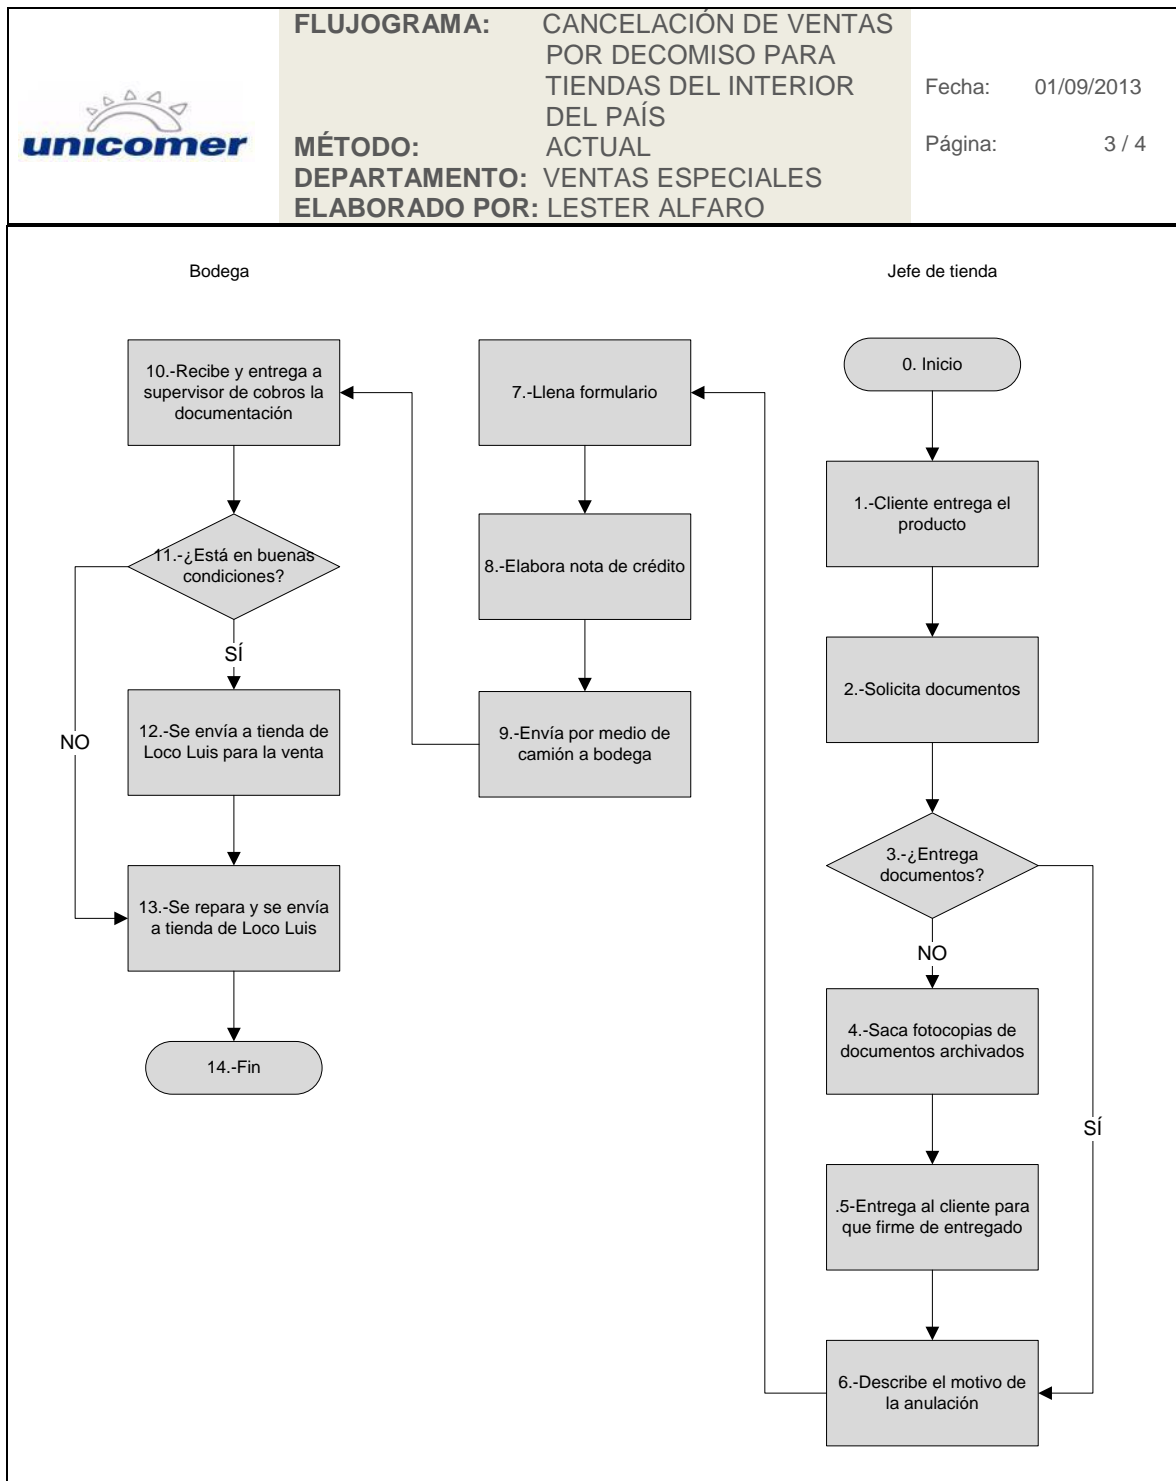 unicomer
FLUJOGRAMA: CANCELACIÓN DE VENTAS
POR DECOMISO PARA
TIENDAS DEL INTERIOR
DEL PAÍS
MÉTODO: ACTUAL
DEPARTAMENTO: VENTAS ESPECIALES
ELABORADO POR: LESTER ALFARO
Fecha: 01/09/2013
Página: 3 / 4
Jefe de tienda
0. Inicio
1.-Cliente entrega el
producto
2.-Solicita documentos
3.-¿Entrega
documentos?
NO
SÍ
4.-Saca fotocopias de
documentos archivados
.5-Entrega al cliente para
que firme de entregado
6.-Describe el motivo de
la anulación
7.-Llena formulario
8.-Elabora nota de crédito
9.-Envía por medio de
camión a bodega
Bodega
10.-Recibe y entrega a
supervisor de cobros la
documentación
11.-¿Está en buenas
condiciones?
SÍ
NO
12.-Se envía a tienda de
Loco Luis para la venta
13.-Se repara y se envía
a tienda de Loco Luis
14.-Fin